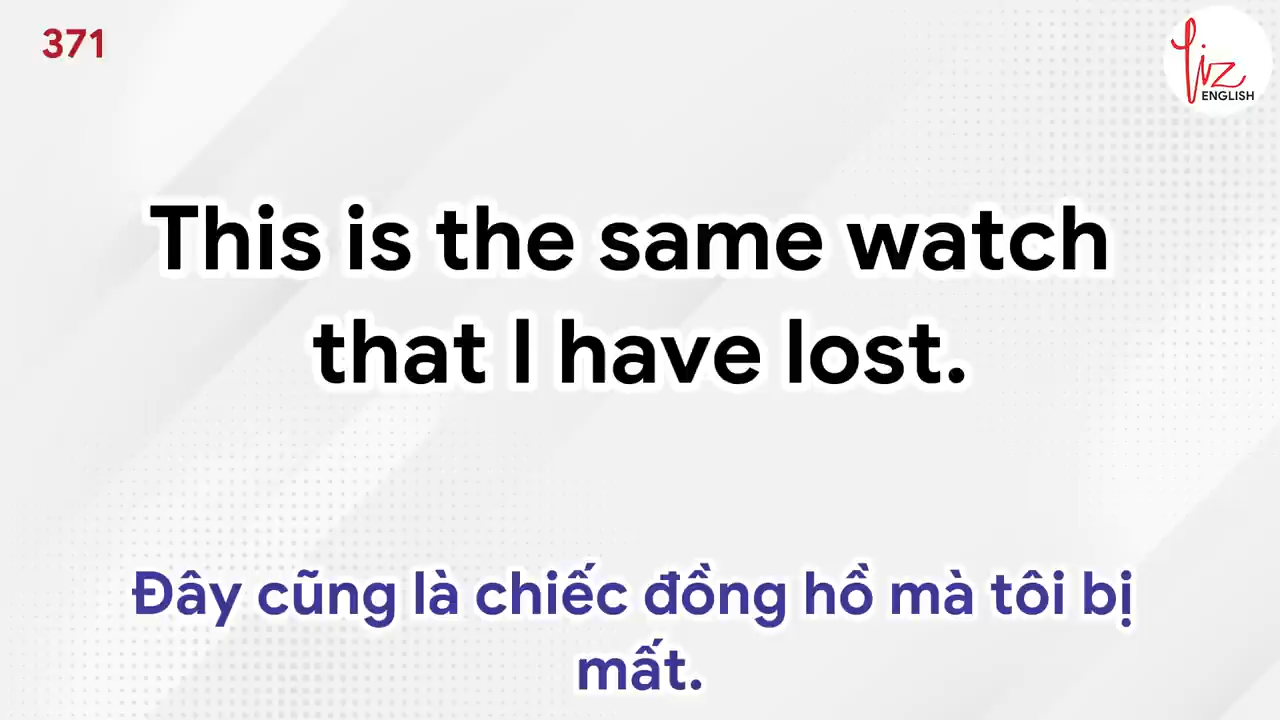 371
liz
ENGLISH
This is the same watch
that I have lost.
Đây cũng là chiếc đồng hồ mà tôi bị
mất.